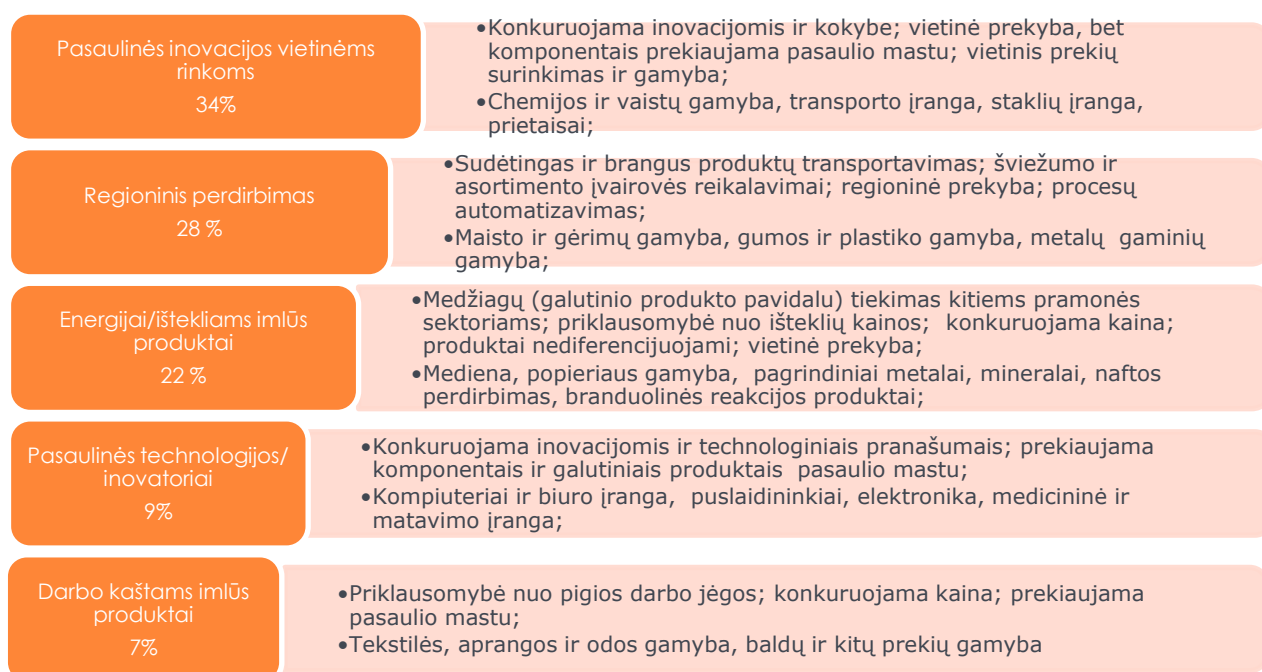 Pasaulinės inovacijos vietinėms
rinkoms
34%
•Konkuruojama inovacijomis ir kokybe; vietinė prekyba, bet
komponentais prekiaujama pasaulio mastu; vietinis prekių
surinkimas ir gamyba;
•Chemijos ir vaistų gamyba, transporto įranga, staklių įranga,
prietaisai;
Regioninis perdirbimas
28 %
•Sudėtingas ir brangus produktų transportavimas; šviežumo ir
asortimento įvairovės reikalavimai; regioninė prekyba; procesų
automatizavimas;
•Maisto ir gėrimų gamyba, gumos ir plastiko gamyba, metalų gaminių
gamyba;
Energijai/ištekliams imlūs
produktai
22 %
•Medžiagų (galutinio produkto pavidalu) tiekimas kitiems pramonės
sektoriams; priklausomybė nuo išteklių kainos; konkuruojama kaina;
produktai nediferencijuojami; vietinė prekyba;
•Mediena, popieriaus gamyba, pagrindiniai metalai, mineralai, naftos
perdirbimas, branduolinės reakcijos produktai;
Pasaulinės technologijos/
inovatoriai
9%
•Konkuruojama inovacijomis ir technologiniais pranašumais; prekiaujama
komponentais ir galutiniais produktais pasaulio mastu;
•Kompiuteriai ir biuro įranga, puslaidininkiai, elektronika, medicininė ir
matavimo įranga;
Darbo kaštams imlūs
produktai
7%
•Priklausomybė nuo pigios darbo jėgos; konkuruojama kaina; prekiaujama
pasaulio mastu;
•Tekstilės, aprangos ir odos gamyba, baldų ir kitų prekių gamyba